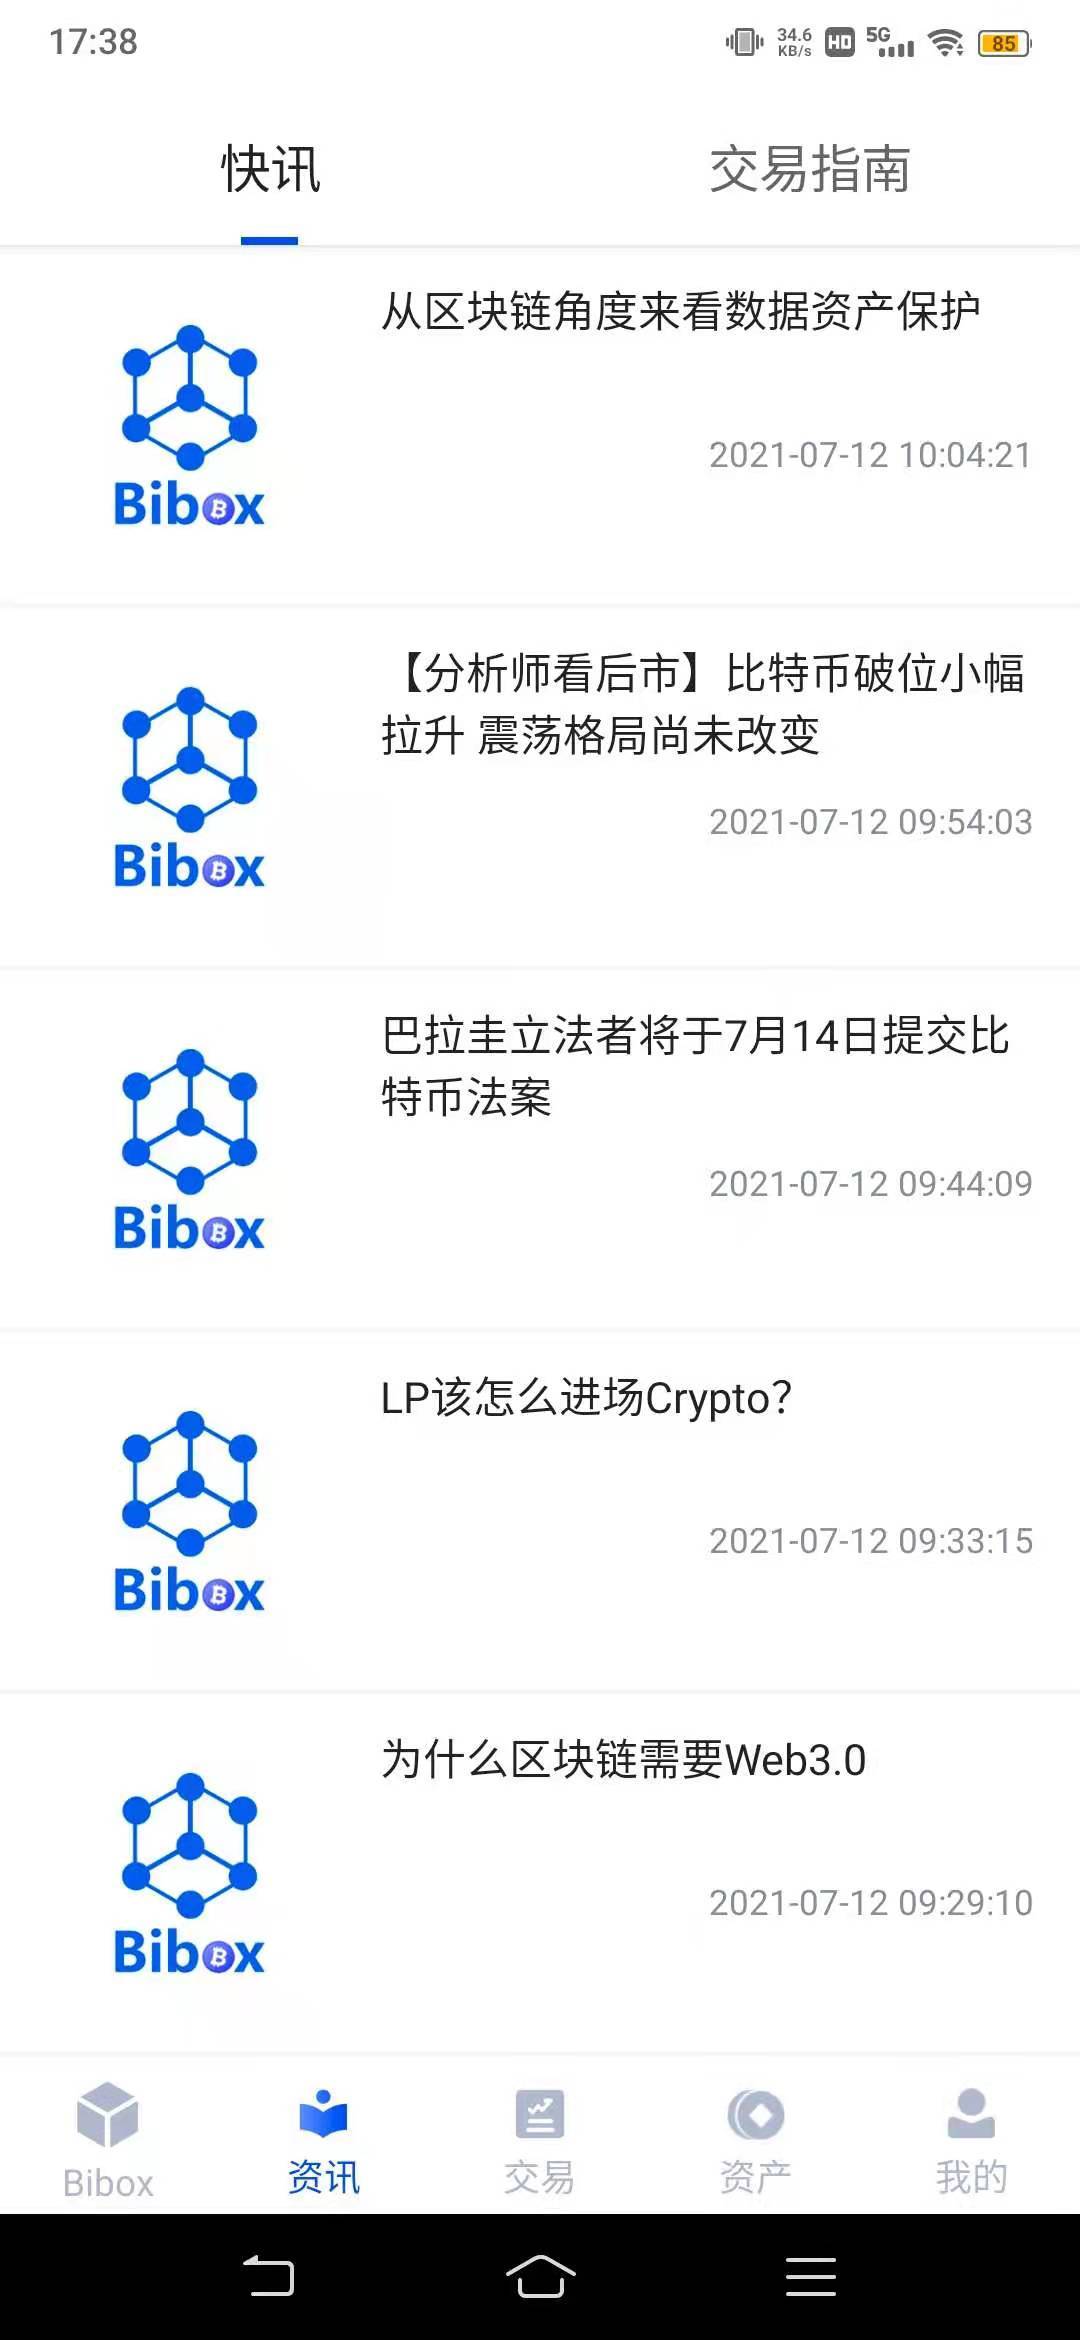 17:38
34.6
KB/s
HD
5G
85
快讯
交易指南
从区块链角度来看数据资产保护
2021-07-12 10:04:21
Bibox
【分析师看后市】比特币破位小幅
拉升 震荡格局尚未改变
2021-07-12 09:54:03
Bibox
巴拉圭立法者将于7月14日提交比
特币法案
2021-07-12 09:44:09
Bibox
LP该怎么进场Crypto？
2021-07-12 09:33:15
Bibox
为什么区块链需要Web3.0
2021-07-12 09:29:10
Bibox
Bibox
资讯
交易
资产
我的